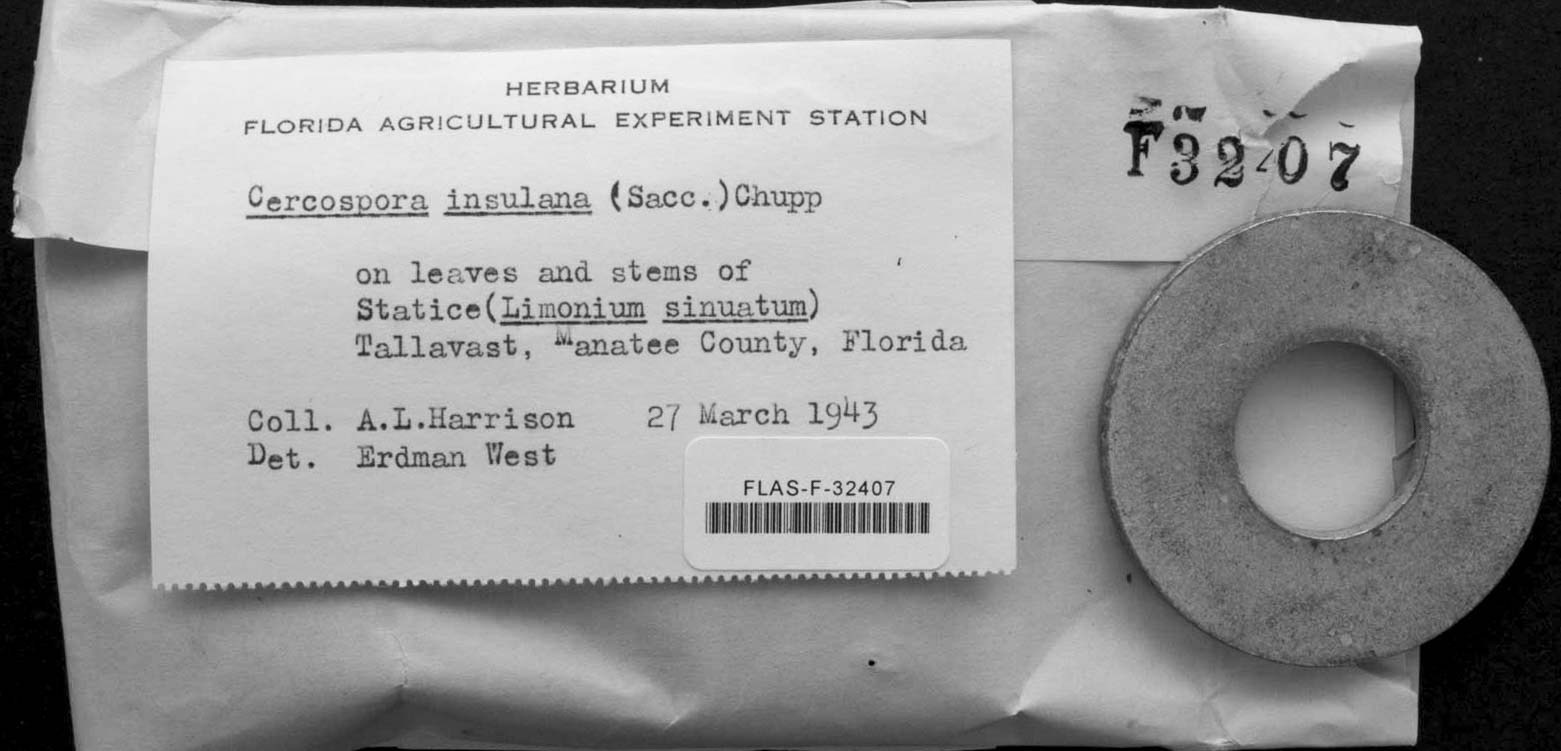 HERBARIUM
FLORIDA AGRICULTURAL EXPERIMENT STATION
F32407
Cercospora insulana (Sacc.)Chupp
on leaves and stems of
Statice(Limonium sinuatum)
Tallavast, Manatee County, Florida
Coll. A.L.Harrison 27 March 1943
Det. Erdman West
FLAS-F-32407